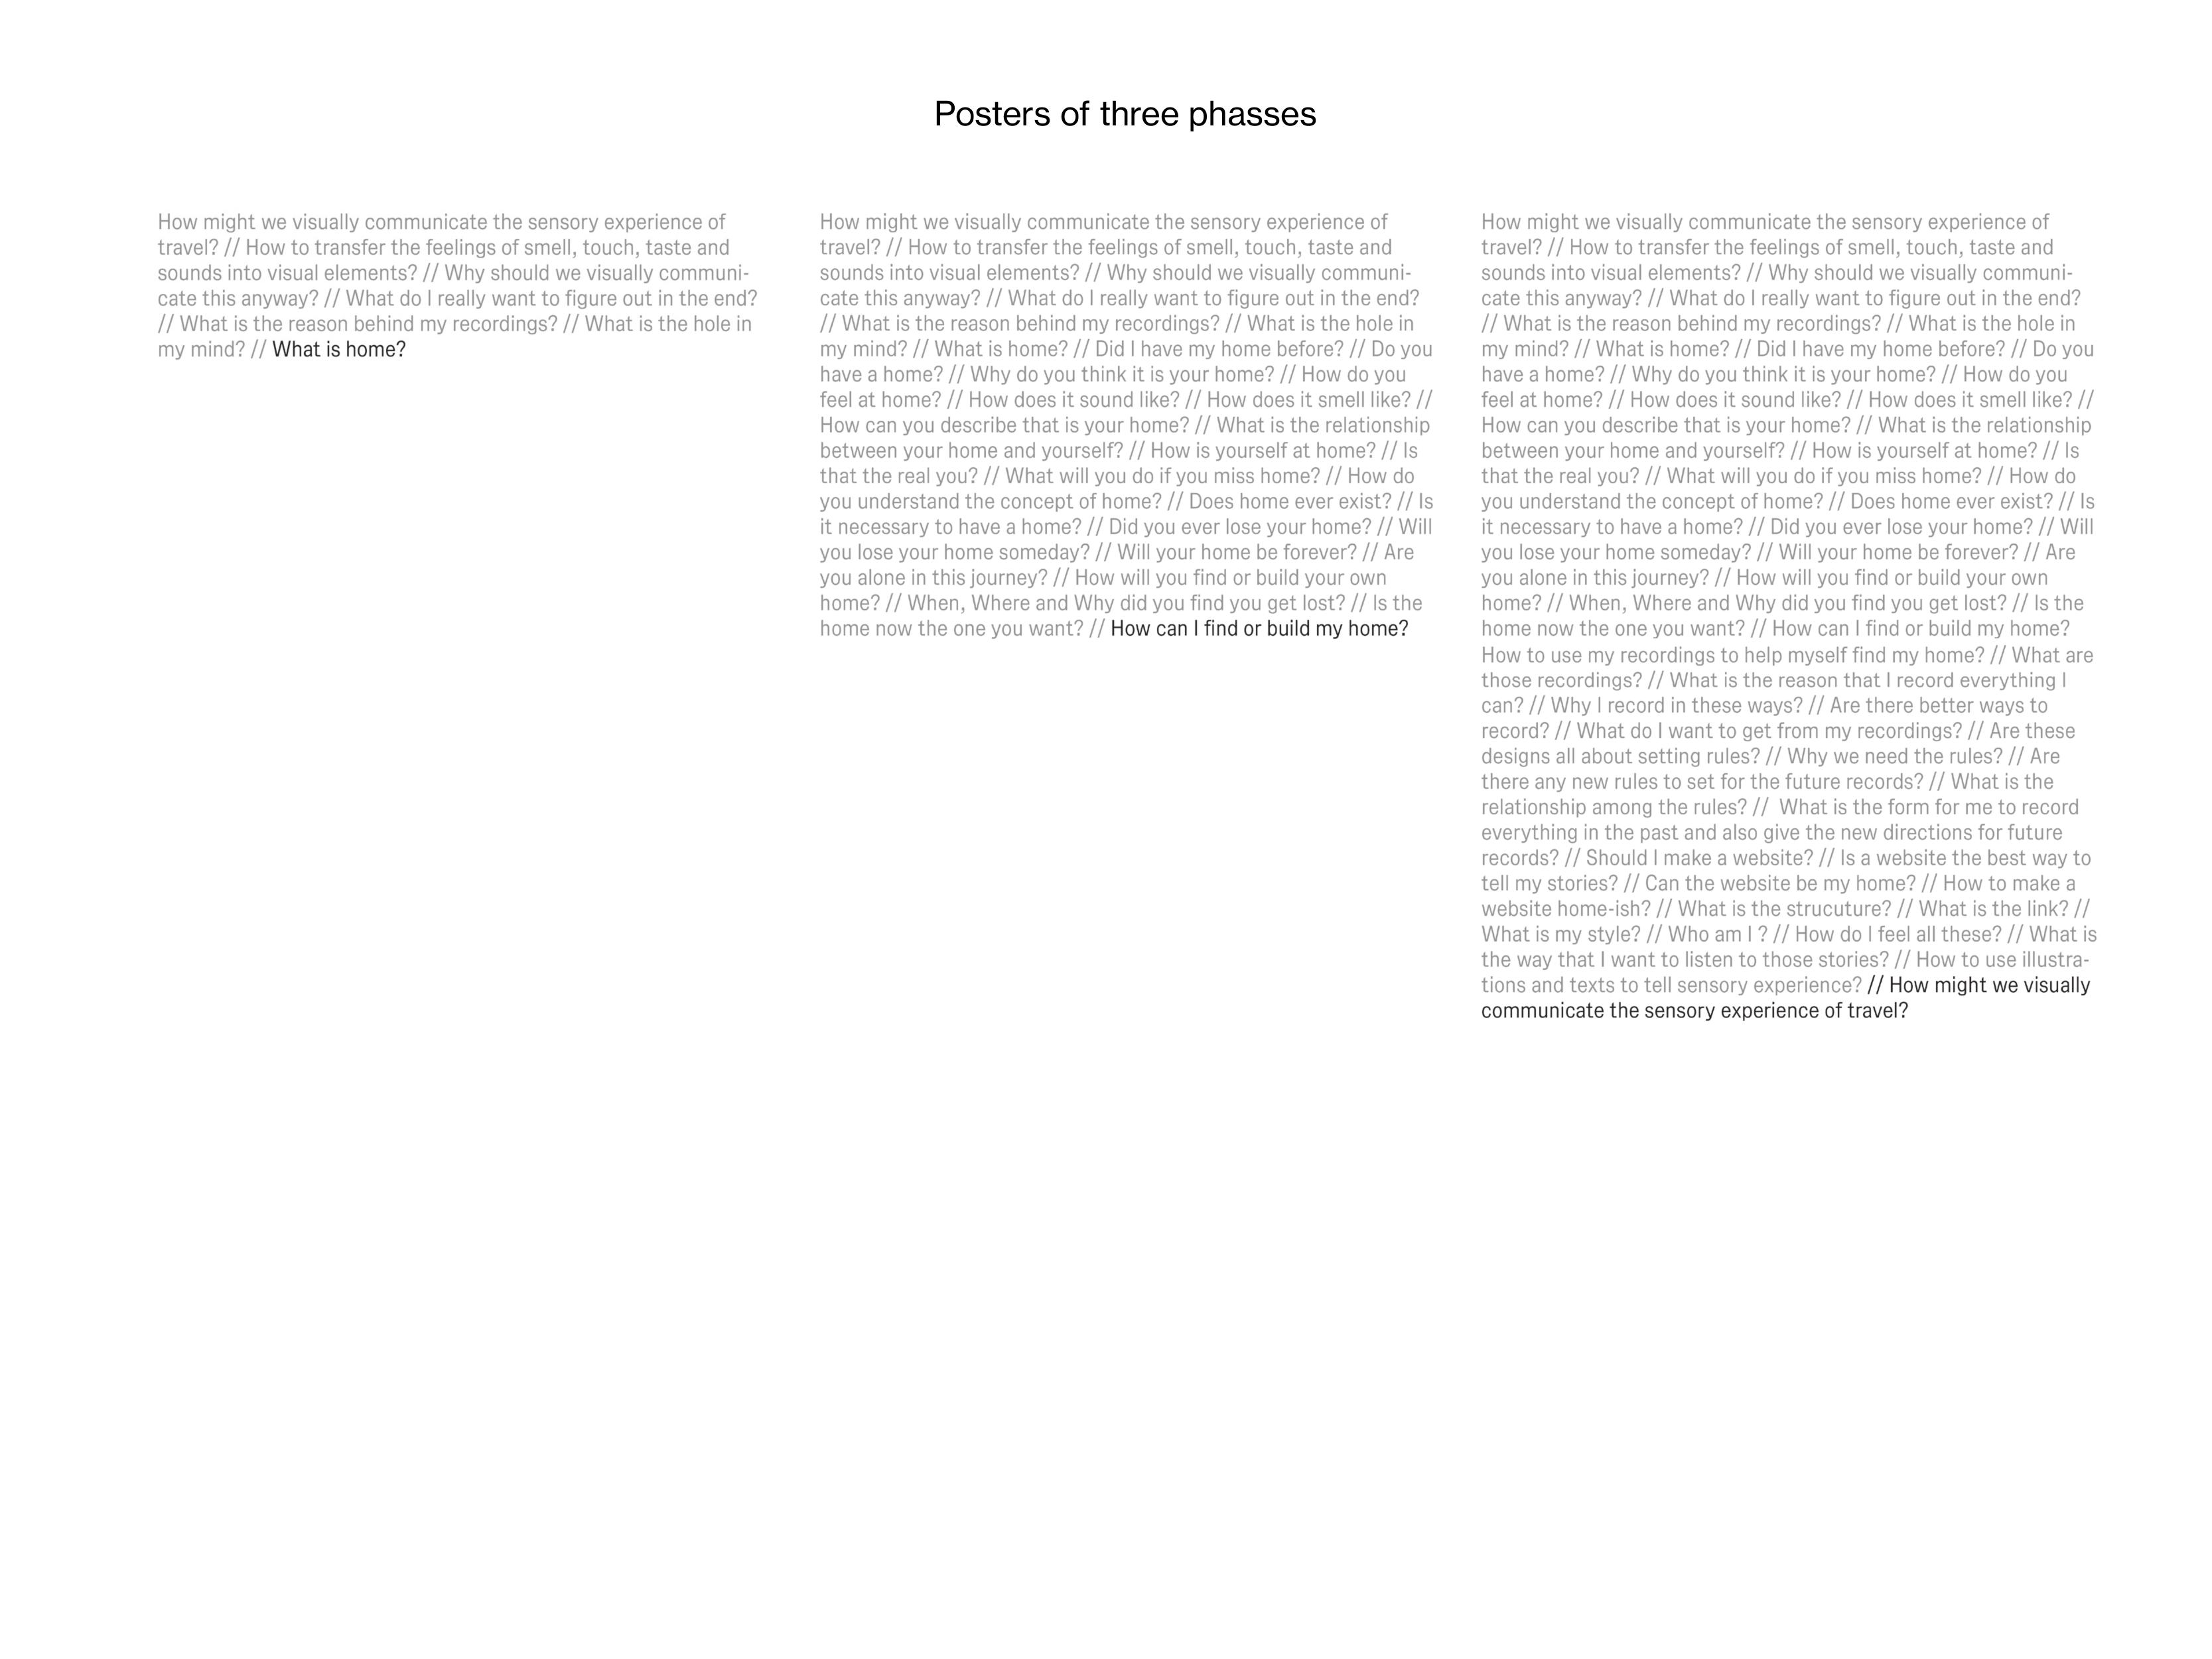 Posters of three phasses
How might we visually communicate the sensory experience of
travel? // How to transfer the feelings of smell, touch, taste and
sounds into visual elements? // Why should we visually communi-
cate this anyway? // What do I really want to figure out in the end?
// What is the reason behind my recordings? // What is the hole in
my mind? // What is home?
How might we visually communicate the sensory experience of
travel? // How to transfer the feelings of smell, touch, taste and
sounds into visual elements? // Why should we visually communi-
cate this anyway? // What do I really want to figure out in the end?
// What is the reason behind my recordings? // What is the hole in
my mind? // What is home? // Did I have my home before? // Do you
have a home? // Why do you think it is your home? // How do you
feel at home? // How does it sound like? // How does it smell like? //
How can you describe that is your home? // What is the relationship
between your home and yourself? // How is yourself at home? // Is
that the real you? // What will you do if you miss home? // How do
you understand the concept of home? // Does home ever exist? // Is
it necessary to have a home? // Did you ever lose your home? // Will
you lose your home someday? // Will your home be forever? // Are
you alone in this journey? // How will you find or build your own
home? // When, Where and Why did you find you get lost? // Is the
home now the one you want? // How can I find or build my home?
How might we visually communicate the sensory experience of
travel? // How to transfer the feelings of smell, touch, taste and
sounds into visual elements? // Why should we visually communi-
cate this anyway? // What do I really want to figure out in the end?
// What is the reason behind my recordings? // What is the hole in
my mind? // What is home? // Did I have my home before? // Do you
have a home? // Why do you think it is your home? // How do you
feel at home? // How does it sound like? // How does it smell like? //
How can you describe that is your home? // What is the relationship
between your home and yourself? // How is yourself at home? // Is
that the real you? // What will you do if you miss home? // How do
you understand the concept of home? // Does home ever exist? // Is
it necessary to have a home? // Did you ever lose your home? // Will
you lose your home someday? // Will your home be forever? // Are
you alone in this journey? // How will you find or build your own
home? // When, Where and Why did you find you get lost? // Is the
home now the one you want? // How can I find or build my home?
How to use my recordings to help myself find my home? // What are
those recordings? // What is the reason that I record everything I
can? // Why I record in these ways? // Are there better ways to
record? // What do I want to get from my recordings? // Are these
designs all about setting rules? // Why we need the rules? // Are
there any new rules to set for the future records? // What is the
relationship among the rules? // What is the form for me to record
everything in the past and also give the new directions for future
records? // Should I make a website? // Is a website the best way to
tell my stories? // Can the website be my home? // How to make a
website home-ish? // What is the strucuture? // What is the link? //
What is my style? // Who am I ? // How do I feel all these? // What is
the way that I want to listen to those stories? // How to use illustra-
tions and texts to tell sensory experience? // How might we visually
communicate the sensory experience of travel?